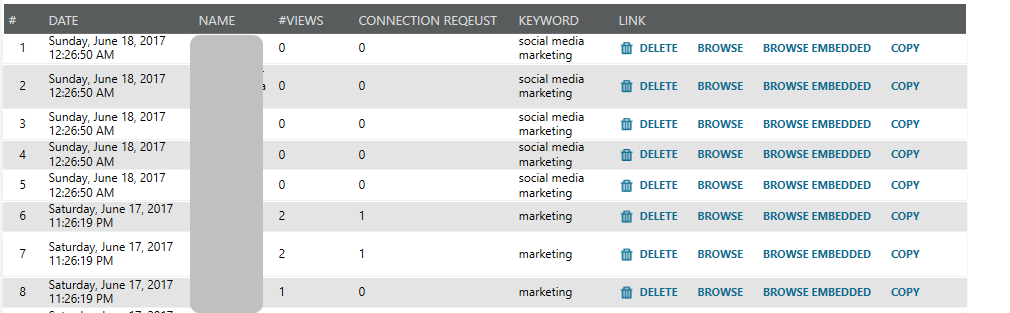 # DATE NAME #VIEWS CONNECTION REQEUST KEYWORD LINK
1 Sunday, June 18, 2017 12:26:50 AM 0 0 social media marketing DELETE BROWSE BROWSE EMBEDDED COPY
2 Sunday, June 18, 2017 12:26:50 AM 0 0 social media marketing DELETE BROWSE BROWSE EMBEDDED COPY
3 Sunday, June 18, 2017 12:26:50 AM 0 0 social media marketing DELETE BROWSE BROWSE EMBEDDED COPY
4 Sunday, June 18, 2017 12:26:50 AM 0 0 social media marketing DELETE BROWSE BROWSE EMBEDDED COPY
5 Sunday, June 18, 2017 12:26:50 AM 0 0 social media marketing DELETE BROWSE BROWSE EMBEDDED COPY
6 Saturday, June 17, 2017 11:26:19 PM 2 1 marketing DELETE BROWSE BROWSE EMBEDDED COPY
7 Saturday, June 17, 2017 11:26:19 PM 2 1 marketing DELETE BROWSE BROWSE EMBEDDED COPY
8 Saturday, June 17, 2017 11:26:19 PM 1 0 marketing DELETE BROWSE BROWSE EMBEDDED COPY